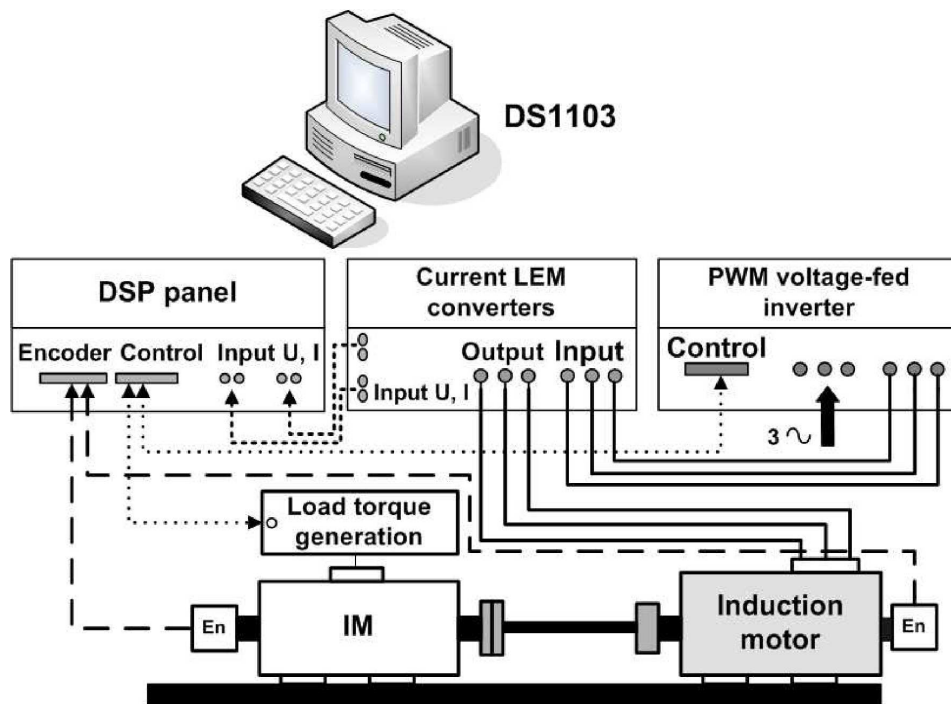 DS1103
DSP panel
Encoder Control Input U, I
Current LEM
converters
Output Input
Input U, I
PWM voltage-fed
inverter
Control
3 ~
Load torque
generation
En
IM
Induction
motor
En